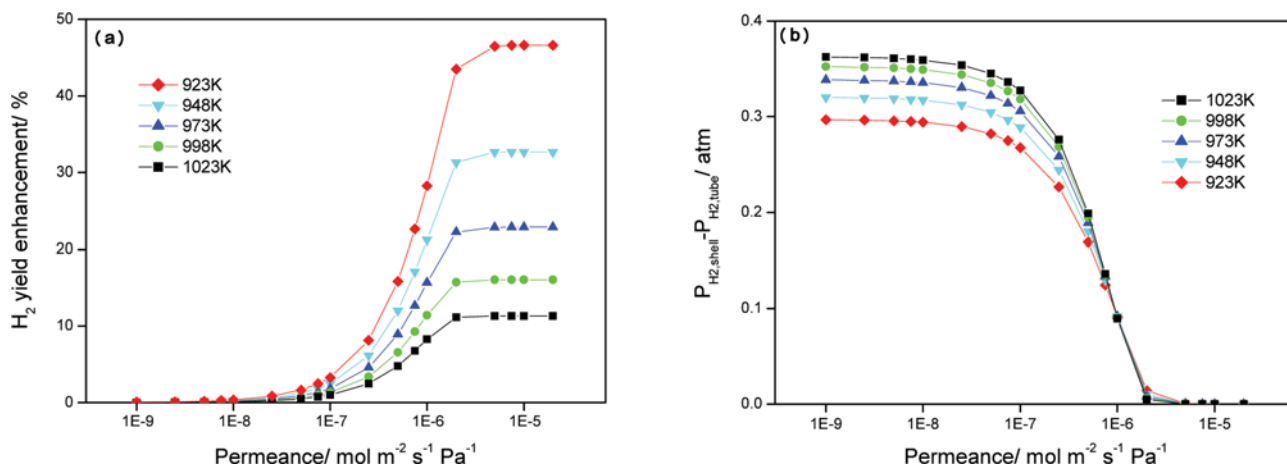 (a)
50
40
30
20
10
0
H₂ yield enhancement/ %
923K
948K
973K
998K
1023K
1E-9 1E-8 1E-7 1E-6 1E-5
Permeance/ mol m⁻² s⁻¹ Pa⁻¹
(b)
0.4
0.3
0.2
0.1
0.0
P_H2,shell-P_H2,tube/ atm
1023K
998K
973K
948K
923K
1E-9 1E-8 1E-7 1E-6 1E-5
Permeance/ mol m⁻² s⁻¹ Pa⁻¹